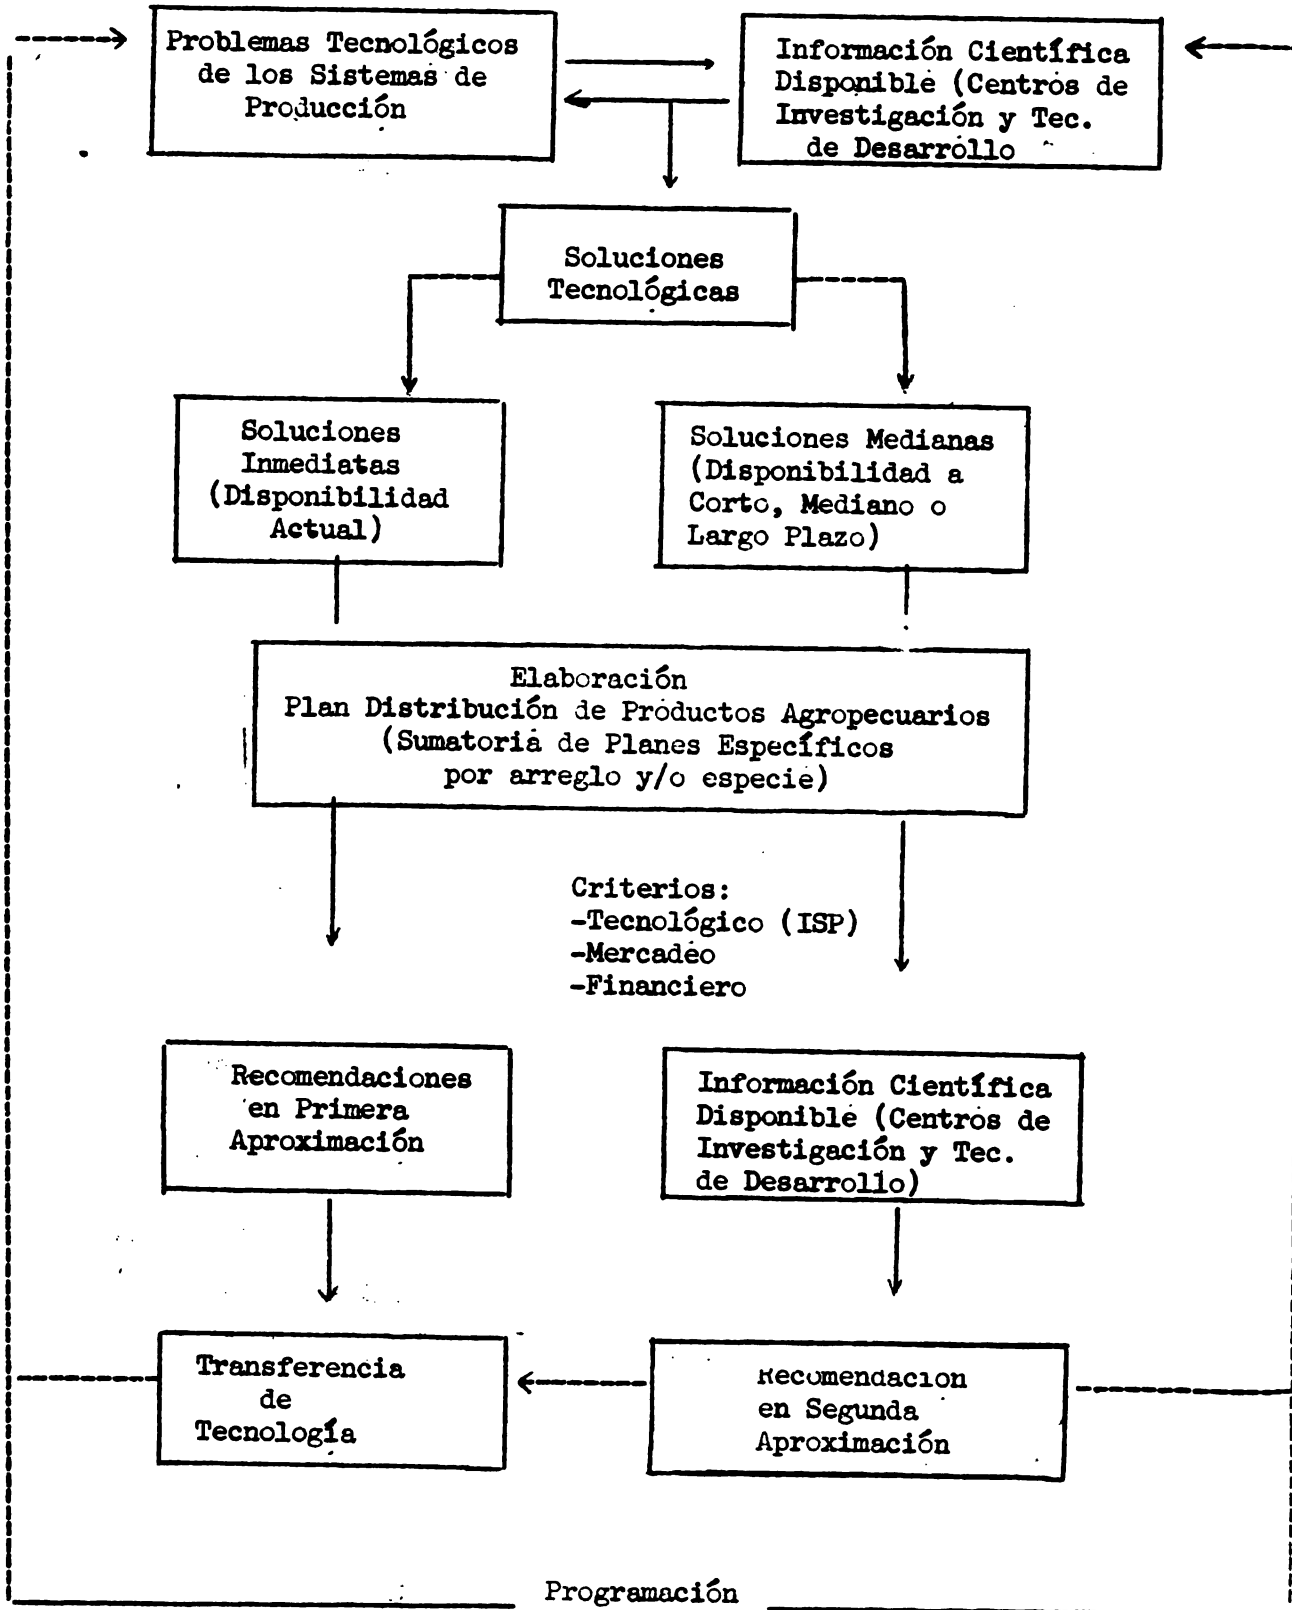 Problemas Tecnológicos
de los Sistemas de
Producción
Información Científica
Disponible (Centros de
Investigación y Tec.
de Desarrollo
Soluciones
Tecnológicas
Soluciones
Inmediatas
(Disponibilidad
Actual)
Soluciones Medianas
(Disponibilidad a
Corto, Mediano o
Largo Plazo)
Elaboración
Plan Distribución de Productos Agropecuarios
(Sumatoria de Planes Específicos
por arreglo y/o especie)
Criterios:
-Tecnológico (ISP)
-Mercadeo
-Financiero
Recomendaciones
en Primera
Aproximación
Información Científica
Disponible (Centros de
Investigación y Tec.
de Desarrollo)
Transferencia
de
Tecnología
Recomendacion
en Segunda
Aproximación
Programación